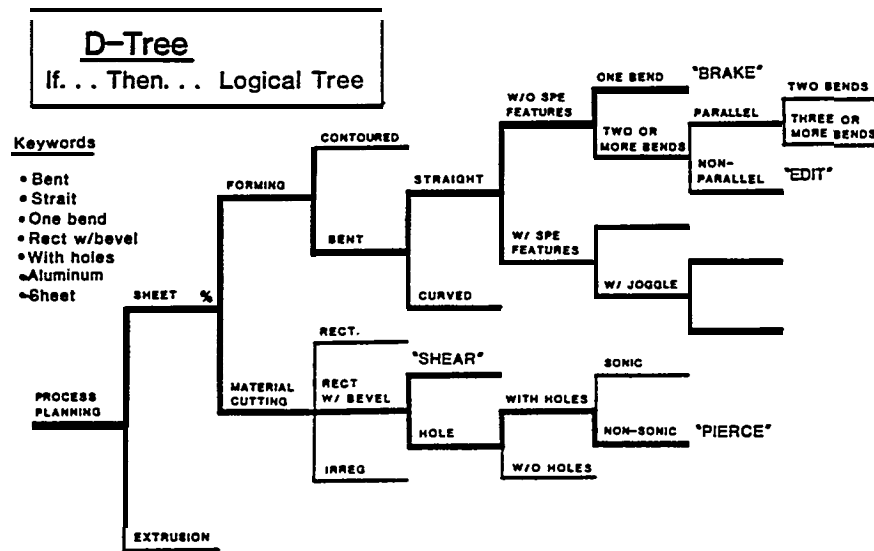 D-Tree
If. . . Then. . . Logical Tree
Keywords
• Bent
• Strait
• One bend
• Rect w/bevel
• With holes
• Aluminum
• Sheet
PROCESS
PLANNING
SHEET %
EXTRUSION
FORMING
MATERIAL
CUTTING
CONTOURED
BENT
RECT.
RECT
W/ BEVEL
IRREG
STRAIGHT
CURVED
"SHEAR"
HOLE
W/O SPE
FEATURES
W/ SPE
FEATURES
WITH HOLES
W/O HOLES
ONE BEND
TWO OR
MORE BENDS
W/ JOGGLE
SONIC
NON-SONIC
"BRAKE"
PARALLEL
NON-
PARALLEL
"PIERCE"
TWO BENDS
THREE OR
MORE BENDS
"EDIT"